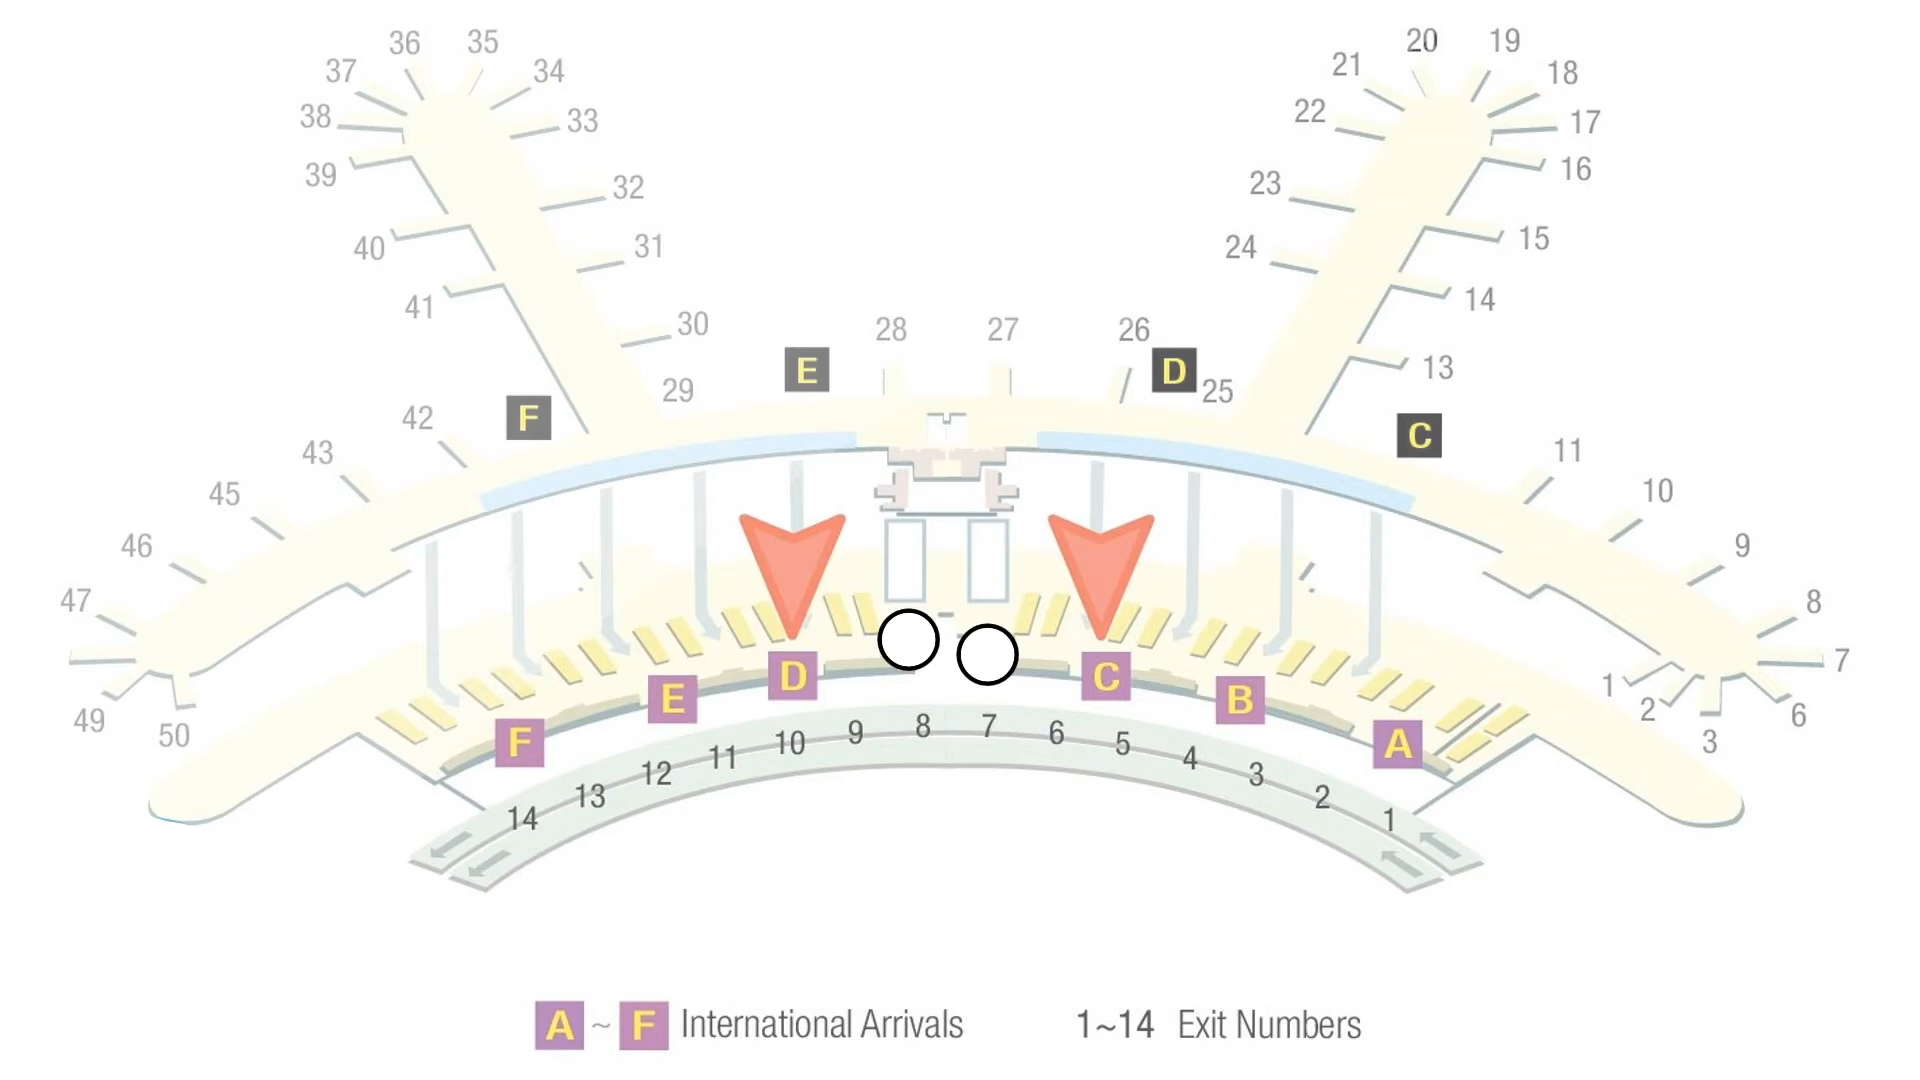 36 35 20 19
37 34 21 18
38 33 22 17
39 32 23 16
40 31 24 15
41 30 28 27 26 14
E D 13
29 25
F 42 C
43 11
45 10
46 9
47 8
7
D C 1
E B 2 6
49 50 3
F A
8 7
9 6
10 5
11 4
12 3
13 2
14 1
A ~ F International Arrivals 1~14 Exit Numbers